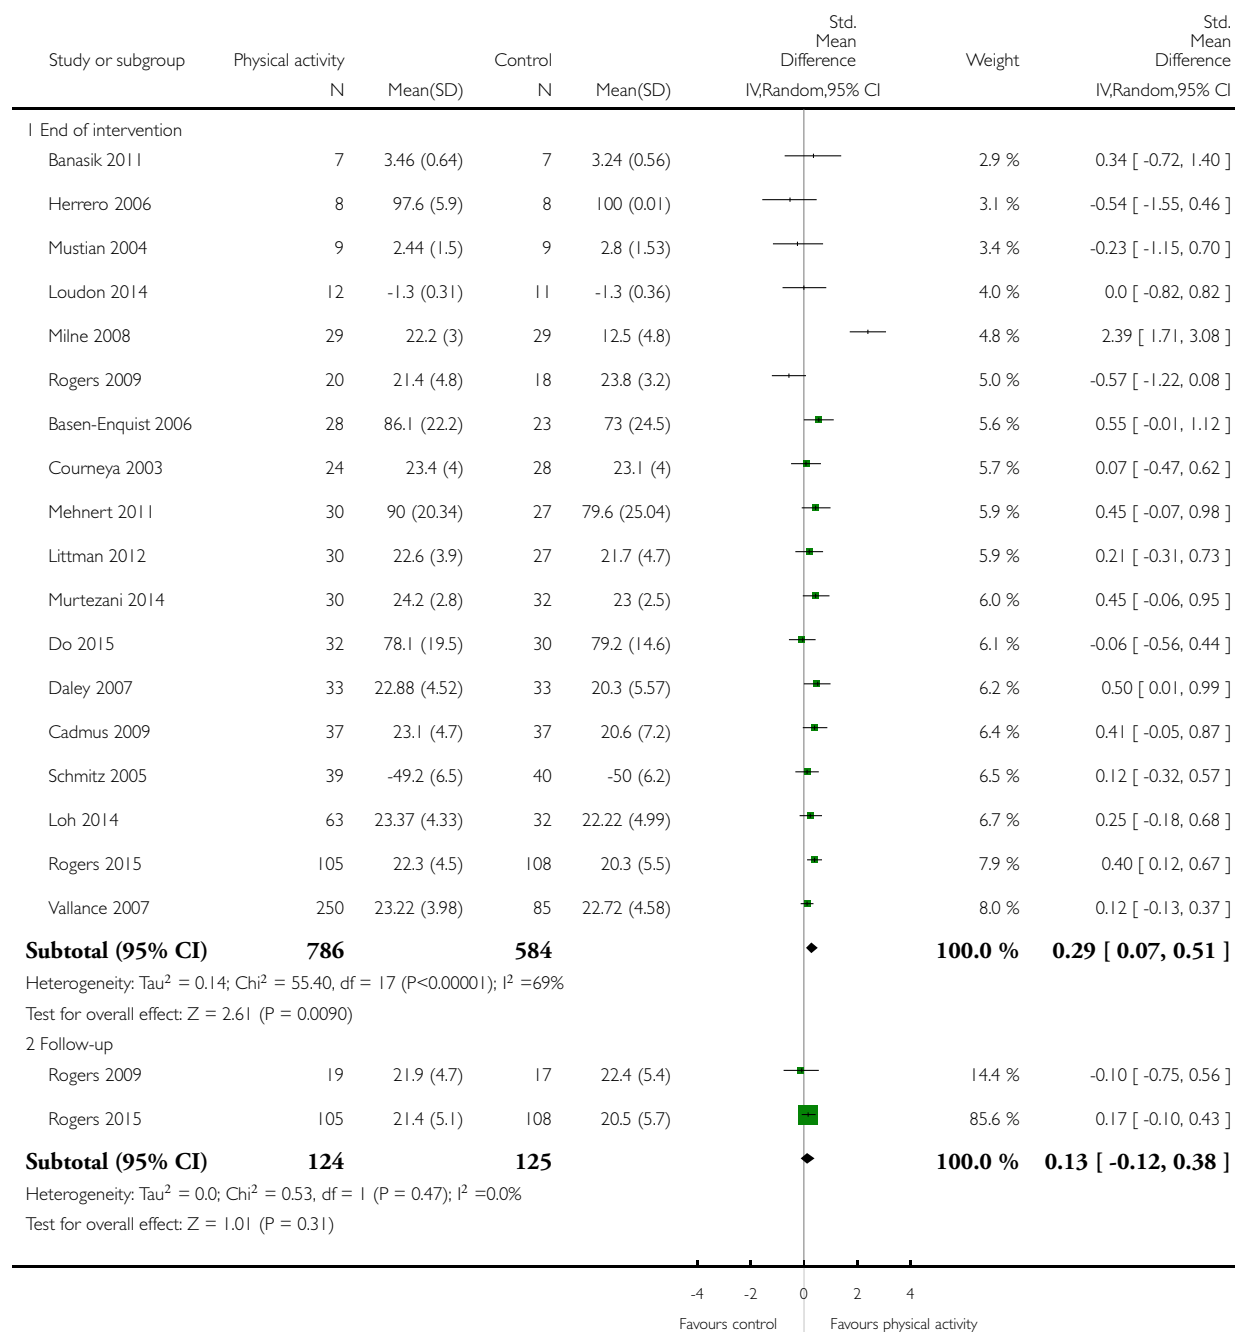 Std. Mean Difference Std. Mean Difference
Study or subgroup Physical activity Control Weight
N Mean(SD) N Mean(SD) IV,Random,95% CI IV,Random,95% CI
1 End of intervention
Banasik 2011 7 3.46 (0.64) 7 3.24 (0.56) 2.9 % 0.34 [ -0.72, 1.40 ]
Herrero 2006 8 97.6 (5.9) 8 100 (0.01) 3.1 % -0.54 [ -1.55, 0.46 ]
Mustian 2004 9 2.44 (1.5) 9 2.8 (1.53) 3.4 % -0.23 [ -1.15, 0.70 ]
Loudon 2014 12 -1.3 (0.31) 11 -1.3 (0.36) 4.0 % 0.0 [ -0.82, 0.82 ]
Milne 2008 29 22.2 (3) 29 12.5 (4.8) 4.8 % 2.39 [ 1.71, 3.08 ]
Rogers 2009 20 21.4 (4.8) 18 23.8 (3.2) 5.0 % -0.57 [ -1.22, 0.08 ]
Basen-Enquist 2006 28 86.1 (22.2) 23 73 (24.5) 5.6 % 0.55 [ -0.01, 1.12 ]
Courneya 2003 24 23.4 (4) 28 23.1 (4) 5.7 % 0.07 [ -0.47, 0.62 ]
Mehnert 2011 30 90 (20.34) 27 79.6 (25.04) 5.9 % 0.45 [ -0.07, 0.98 ]
Littman 2012 30 22.6 (3.9) 27 21.7 (4.7) 5.9 % 0.21 [ -0.31, 0.73 ]
Murtezani 2014 30 24.2 (2.8) 32 23 (2.5) 6.0 % 0.45 [ -0.06, 0.95 ]
Do 2015 32 78.1 (19.5) 30 79.2 (14.6) 6.1 % -0.06 [ -0.56, 0.44 ]
Daley 2007 33 22.88 (4.52) 33 20.3 (5.57) 6.2 % 0.50 [ 0.01, 0.99 ]
Cadmus 2009 37 23.1 (4.7) 37 20.6 (7.2) 6.4 % 0.41 [ -0.05, 0.87 ]
Schmitz 2005 39 -49.2 (6.5) 40 -50 (6.2) 6.5 % 0.12 [ -0.32, 0.57 ]
Loh 2014 63 23.37 (4.33) 32 22.22 (4.99) 6.7 % 0.25 [ -0.18, 0.68 ]
Rogers 2015 105 22.3 (4.5) 108 20.3 (5.5) 7.9 % 0.40 [ 0.12, 0.67 ]
Vallance 2007 250 23.22 (3.98) 85 22.72 (4.58) 8.0 % 0.12 [ -0.13, 0.37 ]
Subtotal (95% CI) 786 584 100.0 % 0.29 [ 0.07, 0.51 ]
Heterogeneity: Tau² = 0.14; Chi² = 55.40, df = 17 (P<0.00001); I² =69%
Test for overall effect: Z = 2.61 (P = 0.0090)
2 Follow-up
Rogers 2009 19 21.9 (4.7) 17 22.4 (5.4) 14.4 % -0.10 [ -0.75, 0.56 ]
Rogers 2015 105 21.4 (5.1) 108 20.5 (5.7) 85.6 % 0.17 [ -0.10, 0.43 ]
Subtotal (95% CI) 124 125 100.0 % 0.13 [ -0.12, 0.38 ]
Heterogeneity: Tau² = 0.0; Chi² = 0.53, df = 1 (P = 0.47); I² =0.0%
Test for overall effect: Z = 1.01 (P = 0.31)
-4 -2 0 2 4
Favours control Favours physical activity